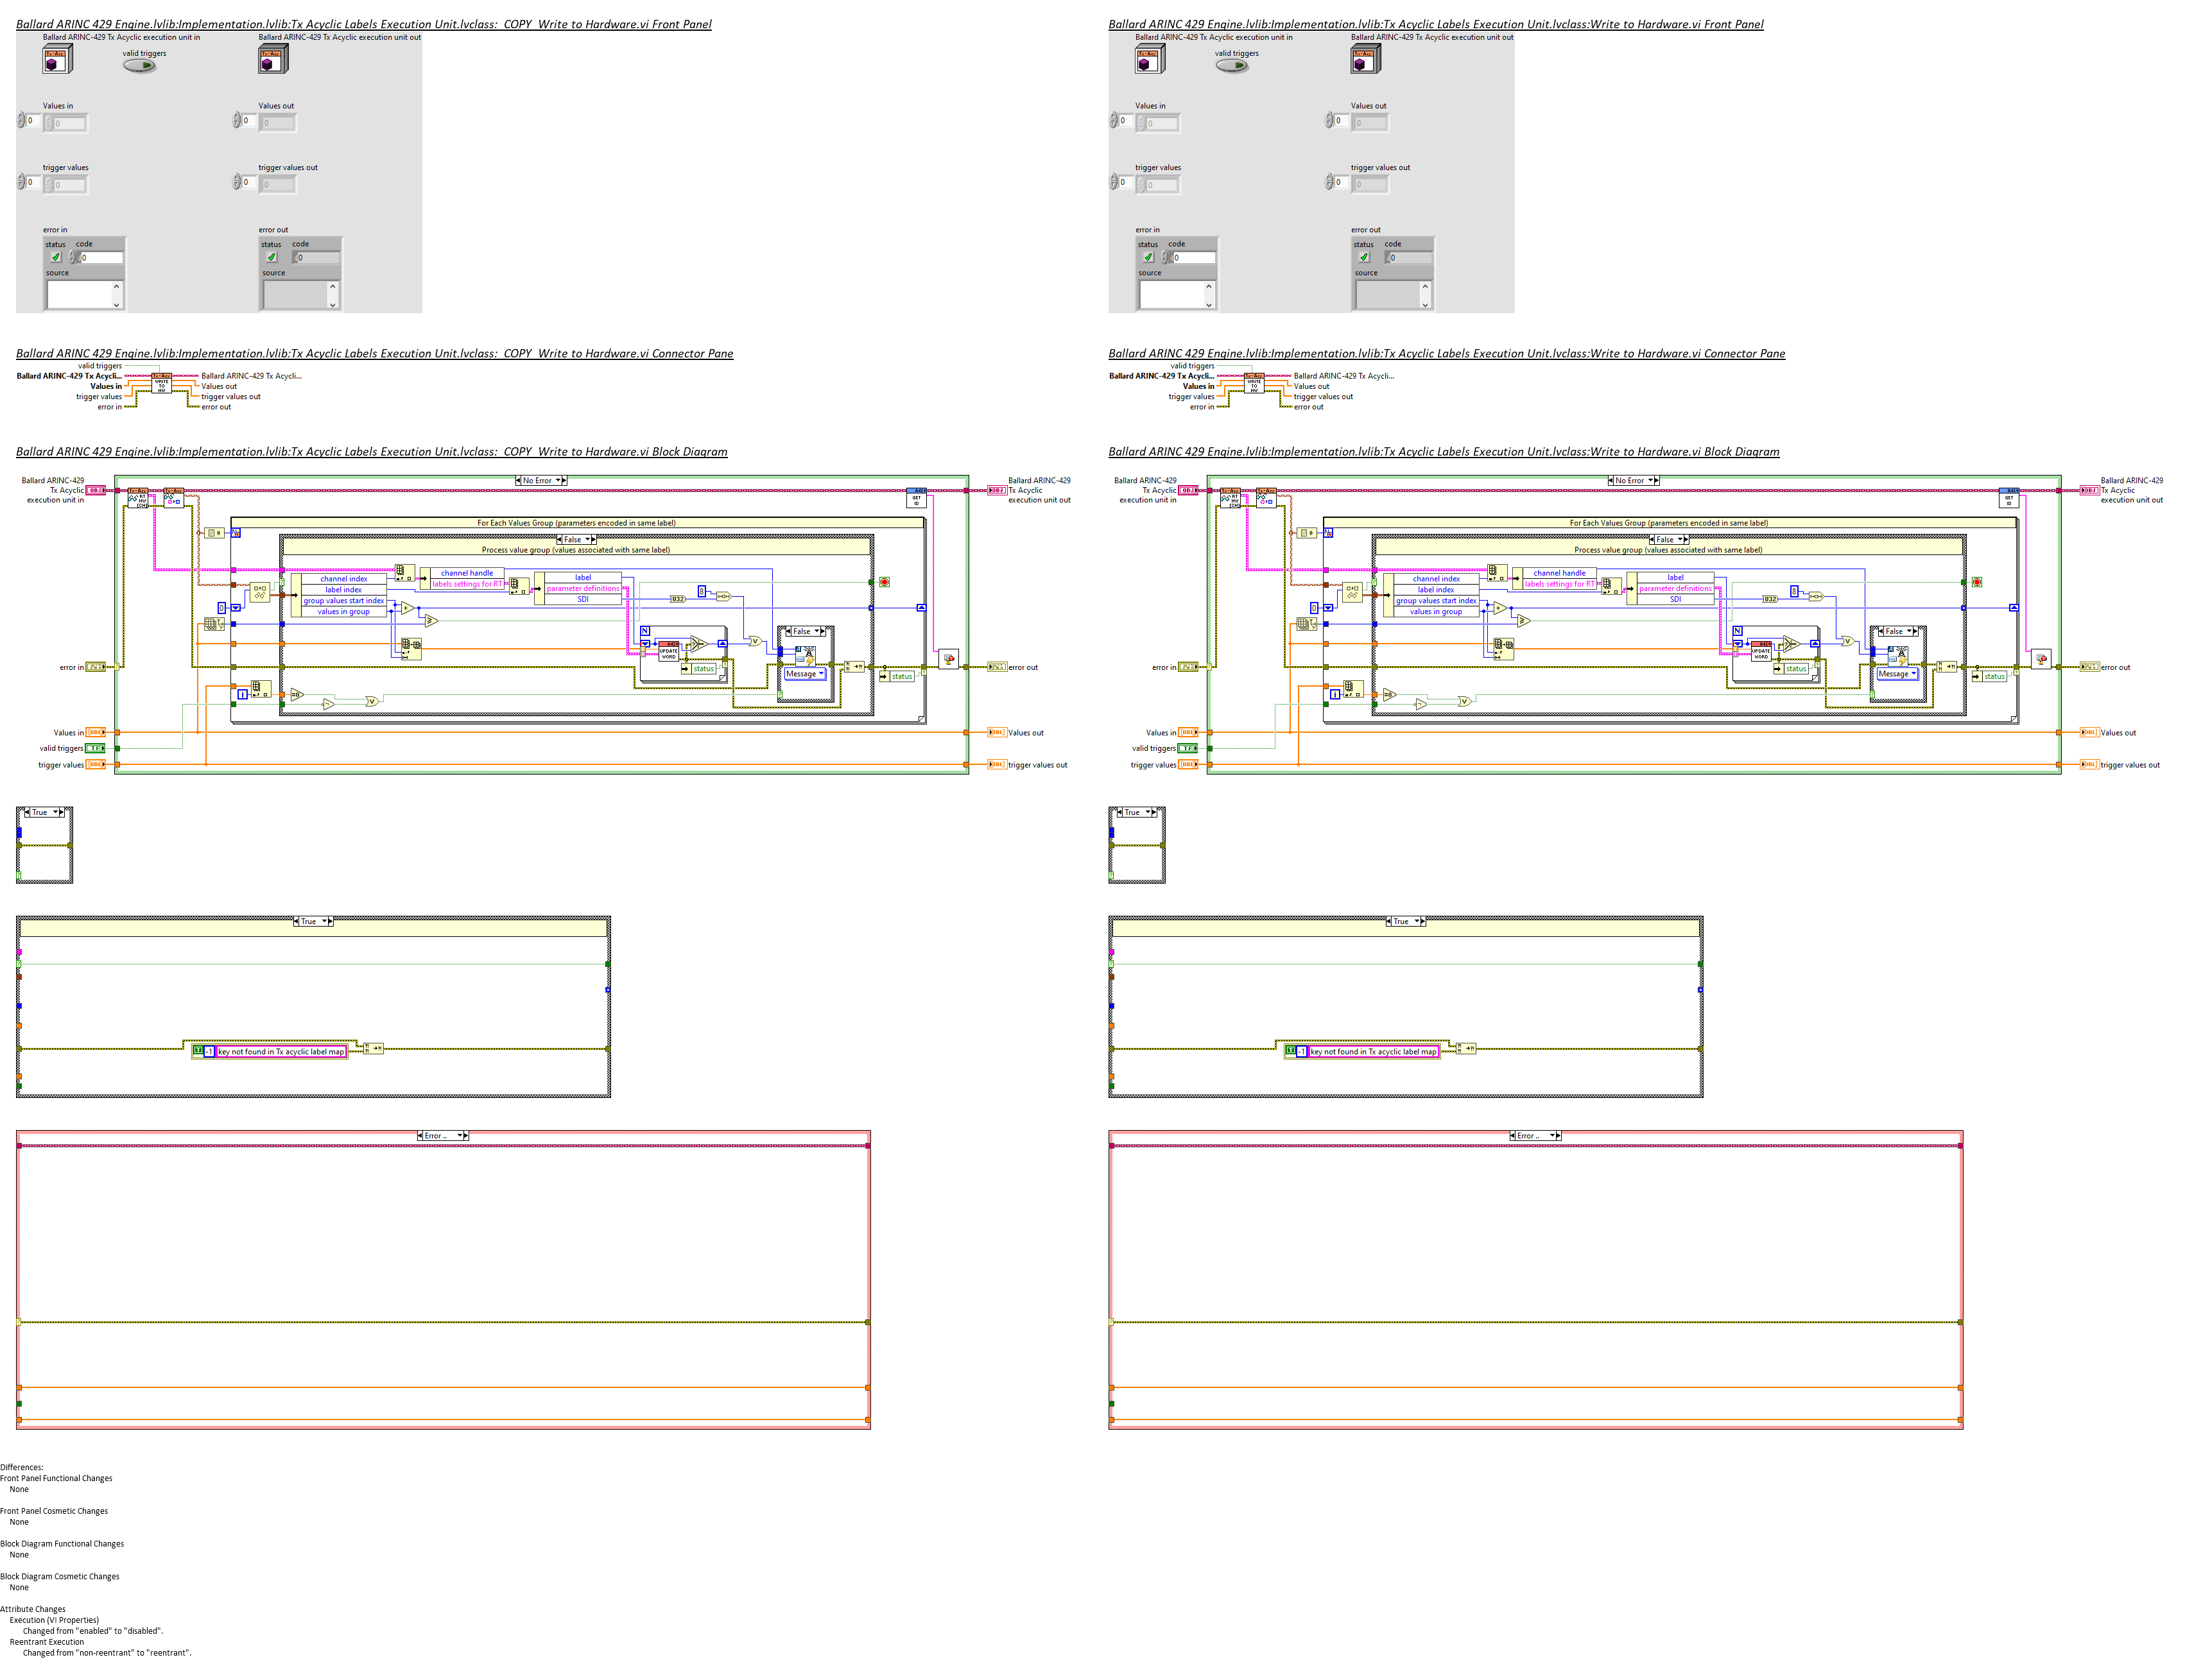 Ballard ARINC 429 Engine.lvlib:Implementation.lvlib:Tx Acyclic Labels Execution Unit.lvclass:_COPY_Write to Hardware.vi Front Panel
Ballard ARINC-429 Tx Acyclic execution unit in
Ballard ARINC-429 Tx Acyclic execution unit out
valid triggers
Values in
Values out
0
0
0
0
trigger values
trigger values out
0
0
0
0
error in
error out
status code
status code
0
0
source
source
Ballard ARINC 429 Engine.lvlib:Implementation.lvlib:Tx Acyclic Labels Execution Unit.lvclass:_COPY_Write to Hardware.vi Connector Pane
valid triggers
Ballard ARINC-429 Tx Acycli...
Ballard ARINC-429 Tx Acycli...
Values in
Values out
trigger values
trigger values out
error in
error out
WRITE TO HW
Ballard ARINC 429 Engine.lvlib:Implementation.lvlib:Tx Acyclic Labels Execution Unit.lvclass:_COPY_Write to Hardware.vi Block Diagram
Ballard ARINC-429
Tx Acyclic
execution unit in
No Error
Ballard ARINC-429
Tx Acyclic
execution unit out
GET ID
For Each Values Group (parameters encoded in same label)
False
Process value group (values associated with same label)
channel index
label index
group values start index
values in group
channel handle
labels settings for RT
label
parameter definitions
SDI
U32
8
0
N
UPDATE WORD
status
False
Message
status
i
error in
error out
Values in
Values out
valid triggers
TF
trigger values
trigger values out
True
True
-1 key not found in Tx acyclic label map
Error ..
Ballard ARINC 429 Engine.lvlib:Implementation.lvlib:Tx Acyclic Labels Execution Unit.lvclass:Write to Hardware.vi Front Panel
Ballard ARINC-429 Tx Acyclic execution unit in
Ballard ARINC-429 Tx Acyclic execution unit out
valid triggers
Values in
Values out
0
0
0
0
trigger values
trigger values out
0
0
0
0
error in
error out
status code
status code
0
0
source
source
Ballard ARINC 429 Engine.lvlib:Implementation.lvlib:Tx Acyclic Labels Execution Unit.lvclass:Write to Hardware.vi Connector Pane
valid triggers
Ballard ARINC-429 Tx Acycli...
Ballard ARINC-429 Tx Acycli...
Values in
Values out
trigger values
trigger values out
error in
error out
WRITE TO HW
Ballard ARINC 429 Engine.lvlib:Implementation.lvlib:Tx Acyclic Labels Execution Unit.lvclass:Write to Hardware.vi Block Diagram
Ballard ARINC-429
Tx Acyclic
execution unit in
No Error
Ballard ARINC-429
Tx Acyclic
execution unit out
GET ID
For Each Values Group (parameters encoded in same label)
False
Process value group (values associated with same label)
channel index
label index
group values start index
values in group
channel handle
labels settings for RT
label
parameter definitions
SDI
U32
8
0
N
UPDATE WORD
status
False
Message
status
i
error in
error out
Values in
Values out
valid triggers
TF
trigger values
trigger values out
True
True
-1 key not found in Tx acyclic label map
Error ..
Differences:
Front Panel Functional Changes
None
Front Panel Cosmetic Changes
None
Block Diagram Functional Changes
None
Block Diagram Cosmetic Changes
None
Attribute Changes
Execution (VI Properties)
Changed from "enabled" to "disabled".
Reentrant Execution
Changed from "non-reentrant" to "reentrant".